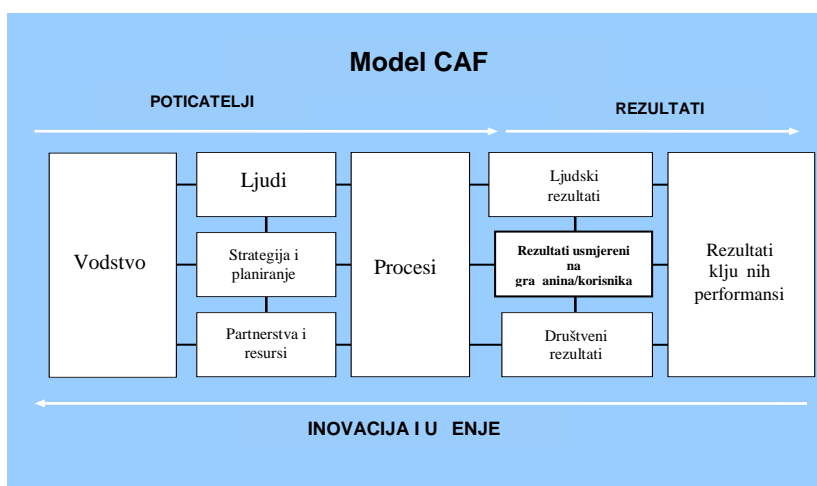 Model CAF
POTICATELJI
REZULTATI
Vodstvo
Ljudi
Strategija i
planiranje
Partnerstva i
resursi
Procesi
Ljudski
rezultati
Rezultati usmjereni
na
gra anina/korisnika
Društveni
rezultati
Rezultati
klju nih
performansi
INOVACIJA I U ENJE